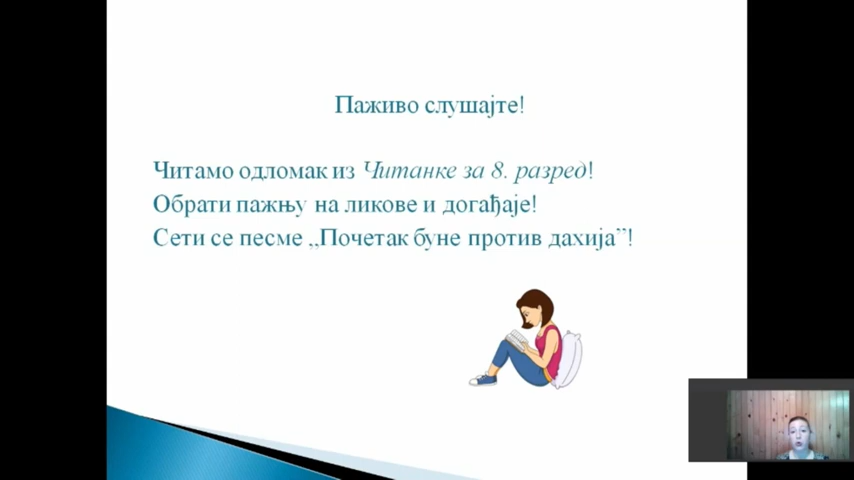 Паживо слушајте!
Читамо одломак из Читанке за 8. разред!
Обрати пажњу на ликове и догађаје!
Сети се песме „Почетак буне против дахија”!